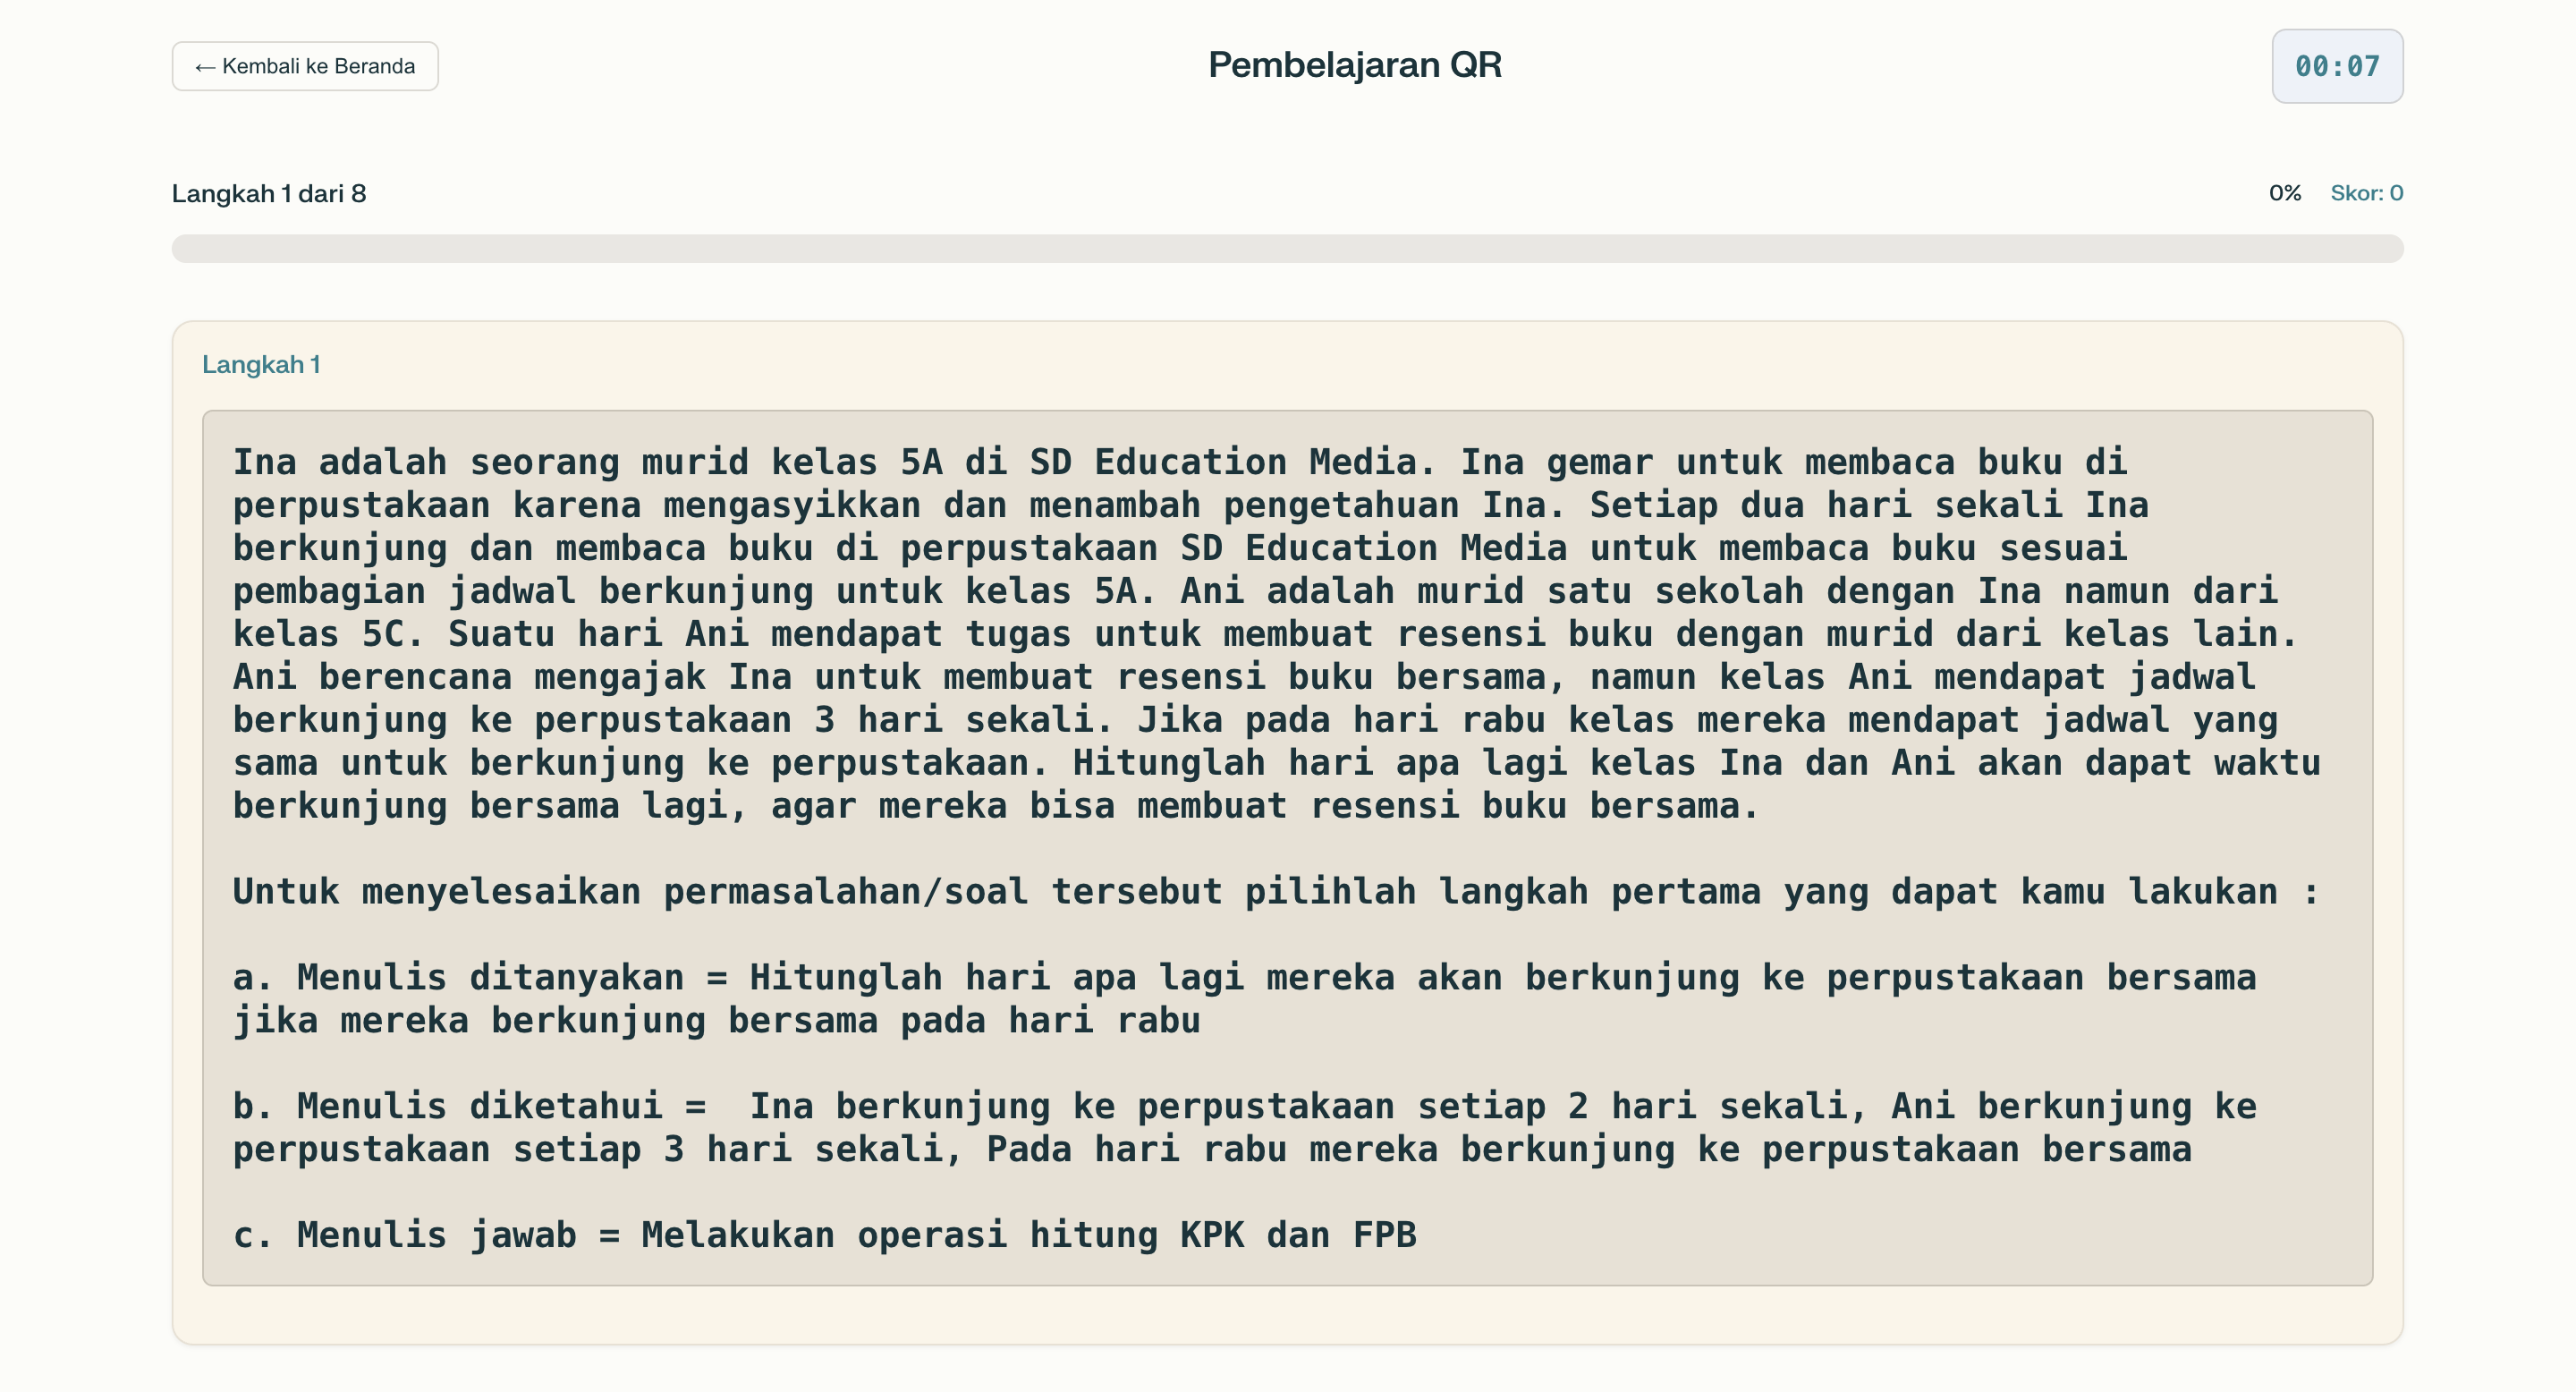 ← Kembali ke Beranda
Pembelajaran QR
00:07
Langkah 1 dari 8
0%
Skor: 0
Langkah 1
Ina adalah seorang murid kelas 5A di SD Education Media. Ina gemar untuk membaca buku di
perpustakaan karena mengasyikkan dan menambah pengetahuan Ina. Setiap dua hari sekali Ina
berkunjung dan membaca buku di perpustakaan SD Education Media untuk membaca buku sesuai
pembagian jadwal berkunjung untuk kelas 5A. Ani adalah murid satu sekolah dengan Ina namun dari
kelas 5C. Suatu hari Ani mendapat tugas untuk membuat resensi buku dengan murid dari kelas lain.
Ani berencana mengajak Ina untuk membuat resensi buku bersama, namun kelas Ani mendapat jadwal
berkunjung ke perpustakaan 3 hari sekali. Jika pada hari rabu kelas mereka mendapat jadwal yang
sama untuk berkunjung ke perpustakaan. Hitunglah hari apa lagi kelas Ina dan Ani akan dapat waktu
berkunjung bersama lagi, agar mereka bisa membuat resensi buku bersama.
Untuk menyelesaikan permasalahan/soal tersebut pilihlah langkah pertama yang dapat kamu lakukan :
a. Menulis ditanyakan = Hitunglah hari apa lagi mereka akan berkunjung ke perpustakaan bersama
jika mereka berkunjung bersama pada hari rabu
b. Menulis diketahui =  Ina berkunjung ke perpustakaan setiap 2 hari sekali, Ani berkunjung ke
perpustakaan setiap 3 hari sekali, Pada hari rabu mereka berkunjung ke perpustakaan bersama
c. Menulis jawab = Melakukan operasi hitung KPK dan FPB